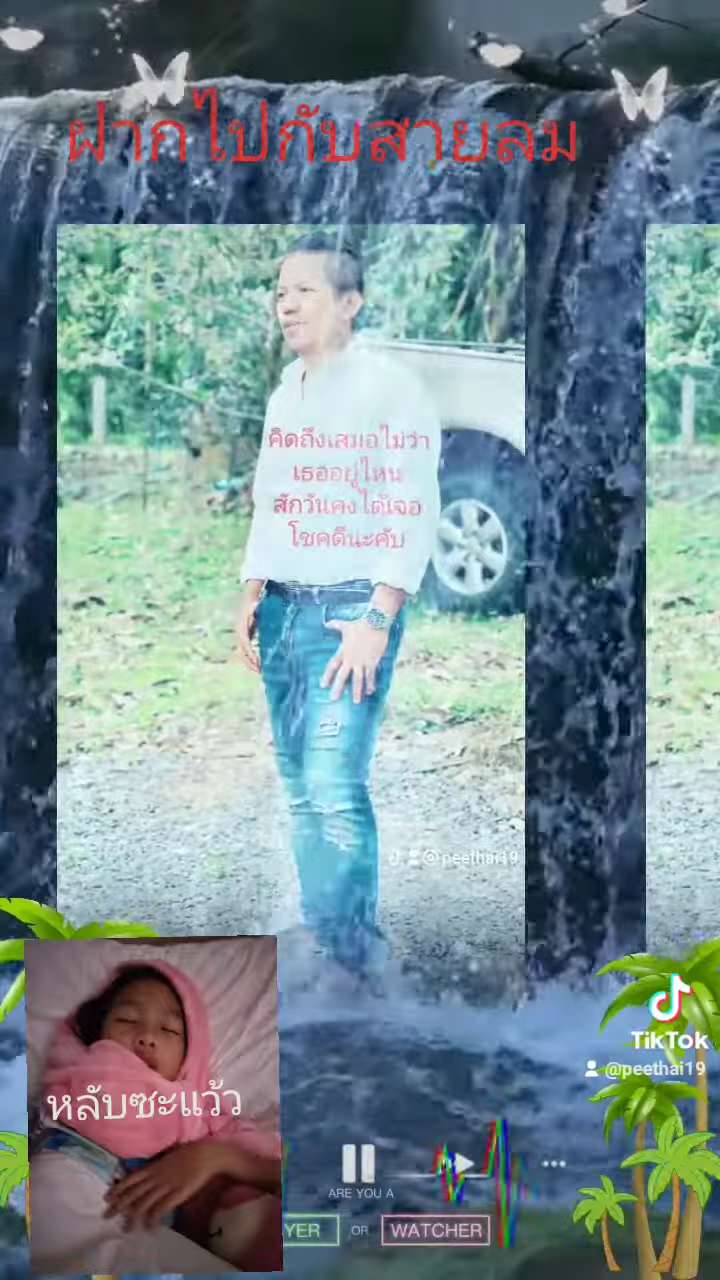 ฝากไปกับสายลม
คิดถึงเสมอไม่ว่า
เธออยู่ไหน
สักวันคงได้เจอ
โชคดีนะคับ
@peethai19
หลับซะแว้ว
TikTok
@peethai19
ARE YOU A
YER OR WATCHER